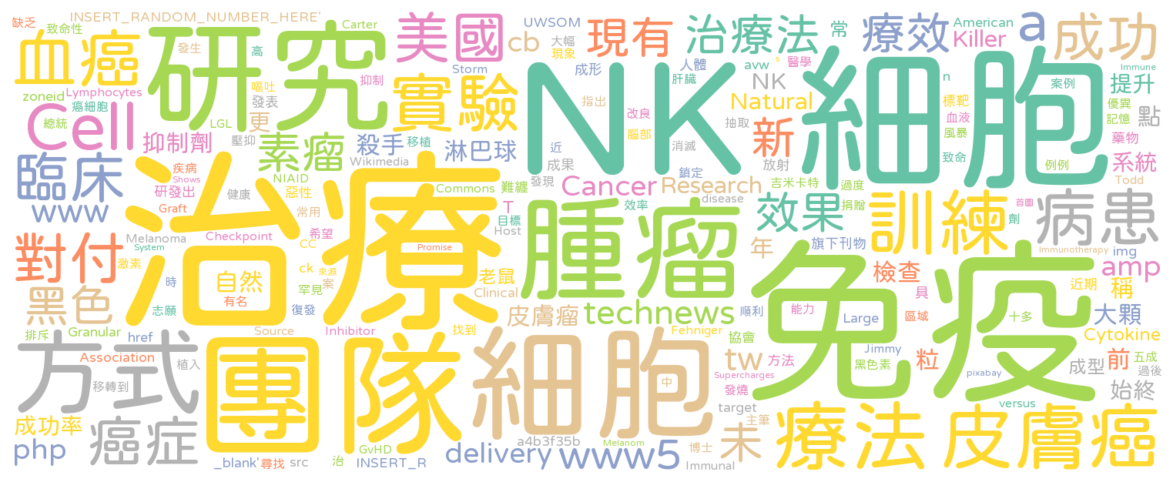 缺乏 INSERT_RANDOM_NUMBER_HERE' Carter 美國 UWSOM 大幅 現有 治療法 常 療效 American a 成功
致命性 血癌 發生 研究 高 cb 現象 人體 avw s 醫學 Killer Immune
zoneid Lymphocytes 嘔吐 抑制 Storm 成形 肝臟 NK 細胞 n 案例 提升
Cell 癌細胞 發表 實驗 指出 改良 Natural 標靶 優異
總統 LGL 更 抽取 新 血液 記憶 點
抑制劑 壓抑 殺手 移植 近 腦部 消滅 放射 風暴 藥物
臨床 疾病 素瘤 Wikimedia 淋巴球 成果 鎖定 致命 例例 系統
Shows NIAID 發現 Cancer Research 吉米卡特 過度 Todd
www 研發出 健康 惡性 Commons 難纏 T 效率 disease 效果 捐贈 訓練 劑 首圖 病患
Graft 常用 目標 Host 腫瘤 年 旗下刊物
對付 Melanoma System Checkpoint 希望 治療 Promise 免疫 Immunotherapy img
激素 自然 CC ck 來源 老鼠 檢查 近期 amp
黑色 時 有名 罕見 案 Clinical 具 稱
志願 復發 皮膚瘤 technews 順利 能力 Large 區域 十多 大顆
排斥 Granular href Source Inhibitor 找到 Fehniger 協會 Jimmy 粒 Cytokine
方式 Association 植入 團隊 細胞 tw 方法 黑色素 前 五成
移轉到 中 Supercharges pixabay 成型 過後
發燒 始終
成功率 癌症 target 未 主筆 療法 versus 皮膚癌
php _blank' 尋找 src GvHD 治 INSERT_R delivery a4b3f35b www5 Melanom Immunal 博士